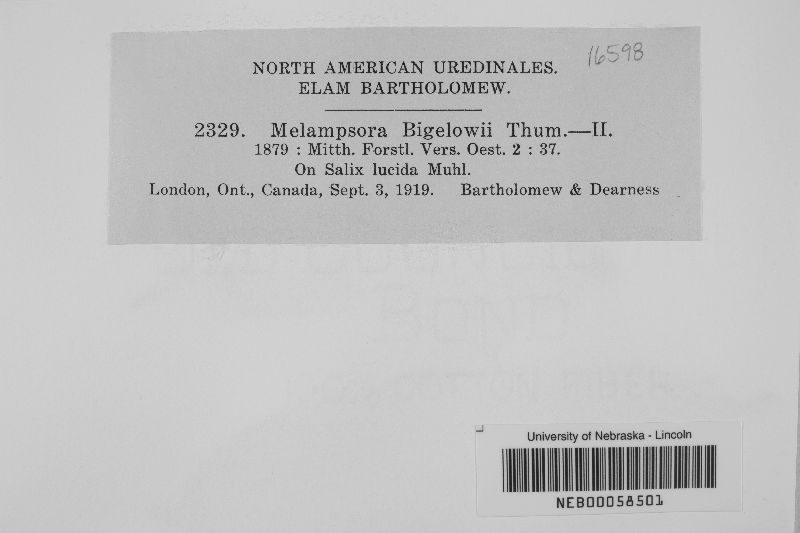 16598
NORTH AMERICAN UREDINALES.
ELAM BARTHOLOMEW.
2329. Melampsora Bigelowii Thum.—II.
1879 : Mitth. Forstl. Vers. Oest. 2 : 37.
On Salix lucida Muhl.
London, Ont., Canada, Sept. 3, 1919. Bartholomew & Dearness
BOND
University of Nebraska - Lincoln
NEB00058501